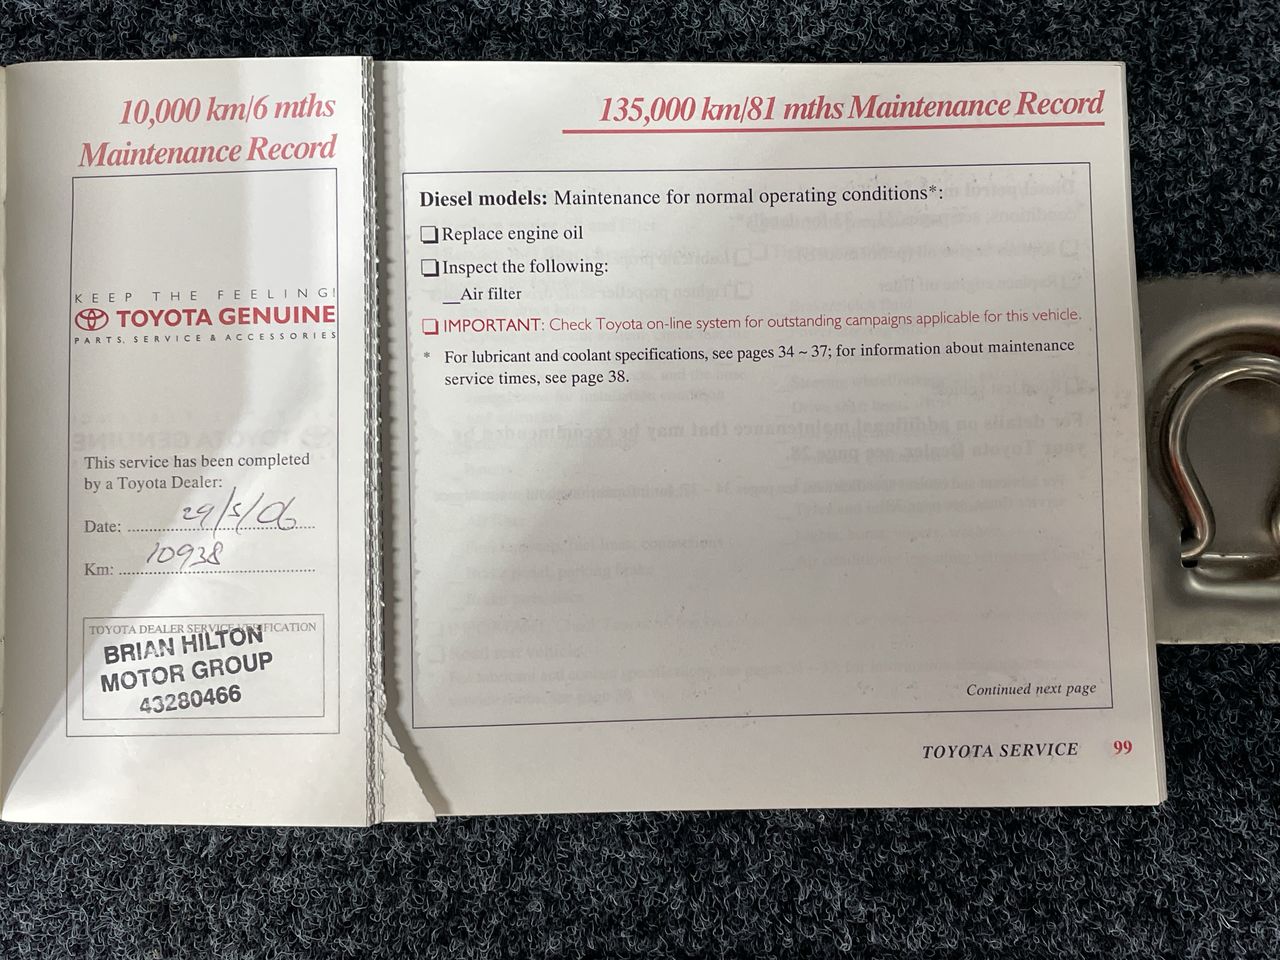 10,000 km/6 mths
Maintenance Record
KEEP THE FEELING!
TOYOTA GENUINE
PARTS, SERVICE & ACCESSORIES
This service has been completed
by a Toyota Dealer:
Date: 29/5/06
Km: 10938
TOYOTA DEALER SERVICE VERIFICATION
BRIAN HILTON
MOTOR GROUP
43280466
135,000 km/81 mths Maintenance Record
Diesel models: Maintenance for normal operating conditions*:
❏ Replace engine oil
❏ Inspect the following:
__Air filter
❏ IMPORTANT: Check Toyota on-line system for outstanding campaigns applicable for this vehicle.
* For lubricant and coolant specifications, see pages 34 ~ 37; for information about maintenance
service times, see page 38.
Continued next page
TOYOTA SERVICE 99